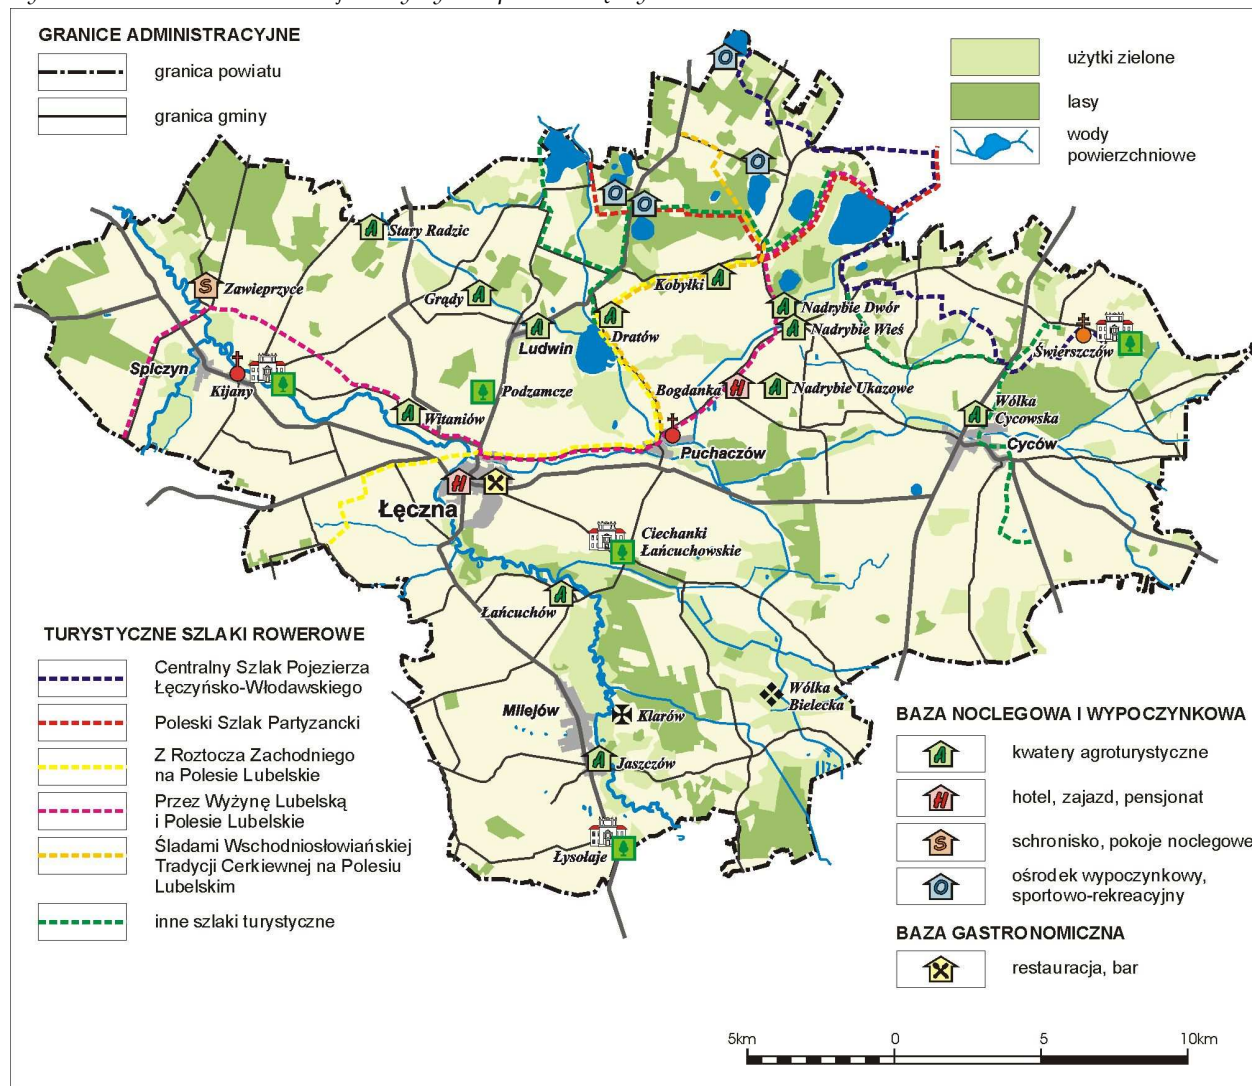 GRANICE ADMINISTRACYJNE
granica powiatu
granica gminy
użytki zielone
lasy
wody
powierzchniowe
Stary Radzic
Zawieprzyce
Grądy
Kobyłki
Nadrybie Dwór
Nadrybie Wieś
Dratów
Ludwin
Świerszczów
Spiczyn
Kijany
Podzamcze
Bogdanka
Nadrybie Ukazowe
Witaniów
Wólka
Cycowska
Puchaczów
Cyców
Łęczna
Ciechanki
Łańcuchowskie
Łańcuchów
Wólka
Bielecka
Milejów
Klarów
Jaszczów
Łysołaje
TURYSTYCZNE SZLAKI ROWEROWE
Centralny Szlak Pojezierza
Łęczyńsko-Włodawskiego
Poleski Szlak Partyzancki
Z Roztocza Zachodniego
na Polesie Lubelskie
Przez Wyżynę Lubelską
i Polesie Lubelskie
Śladami Wschodniosłowiańskiej
Tradycji Cerkiewnej na Polesiu
Lubelskim
inne szlaki turystyczne
BAZA NOCLEGOWA I WYPOCZYNKOWA
A kwatery agroturystyczne
H hotel, zajazd, pensjonat
S schronisko, pokoje noclegowe
O ośrodek wypoczynkowy,
sportowo-rekreacyjny
BAZA GASTRONOMICZNA
restauracja, bar
5km 0 5 10km